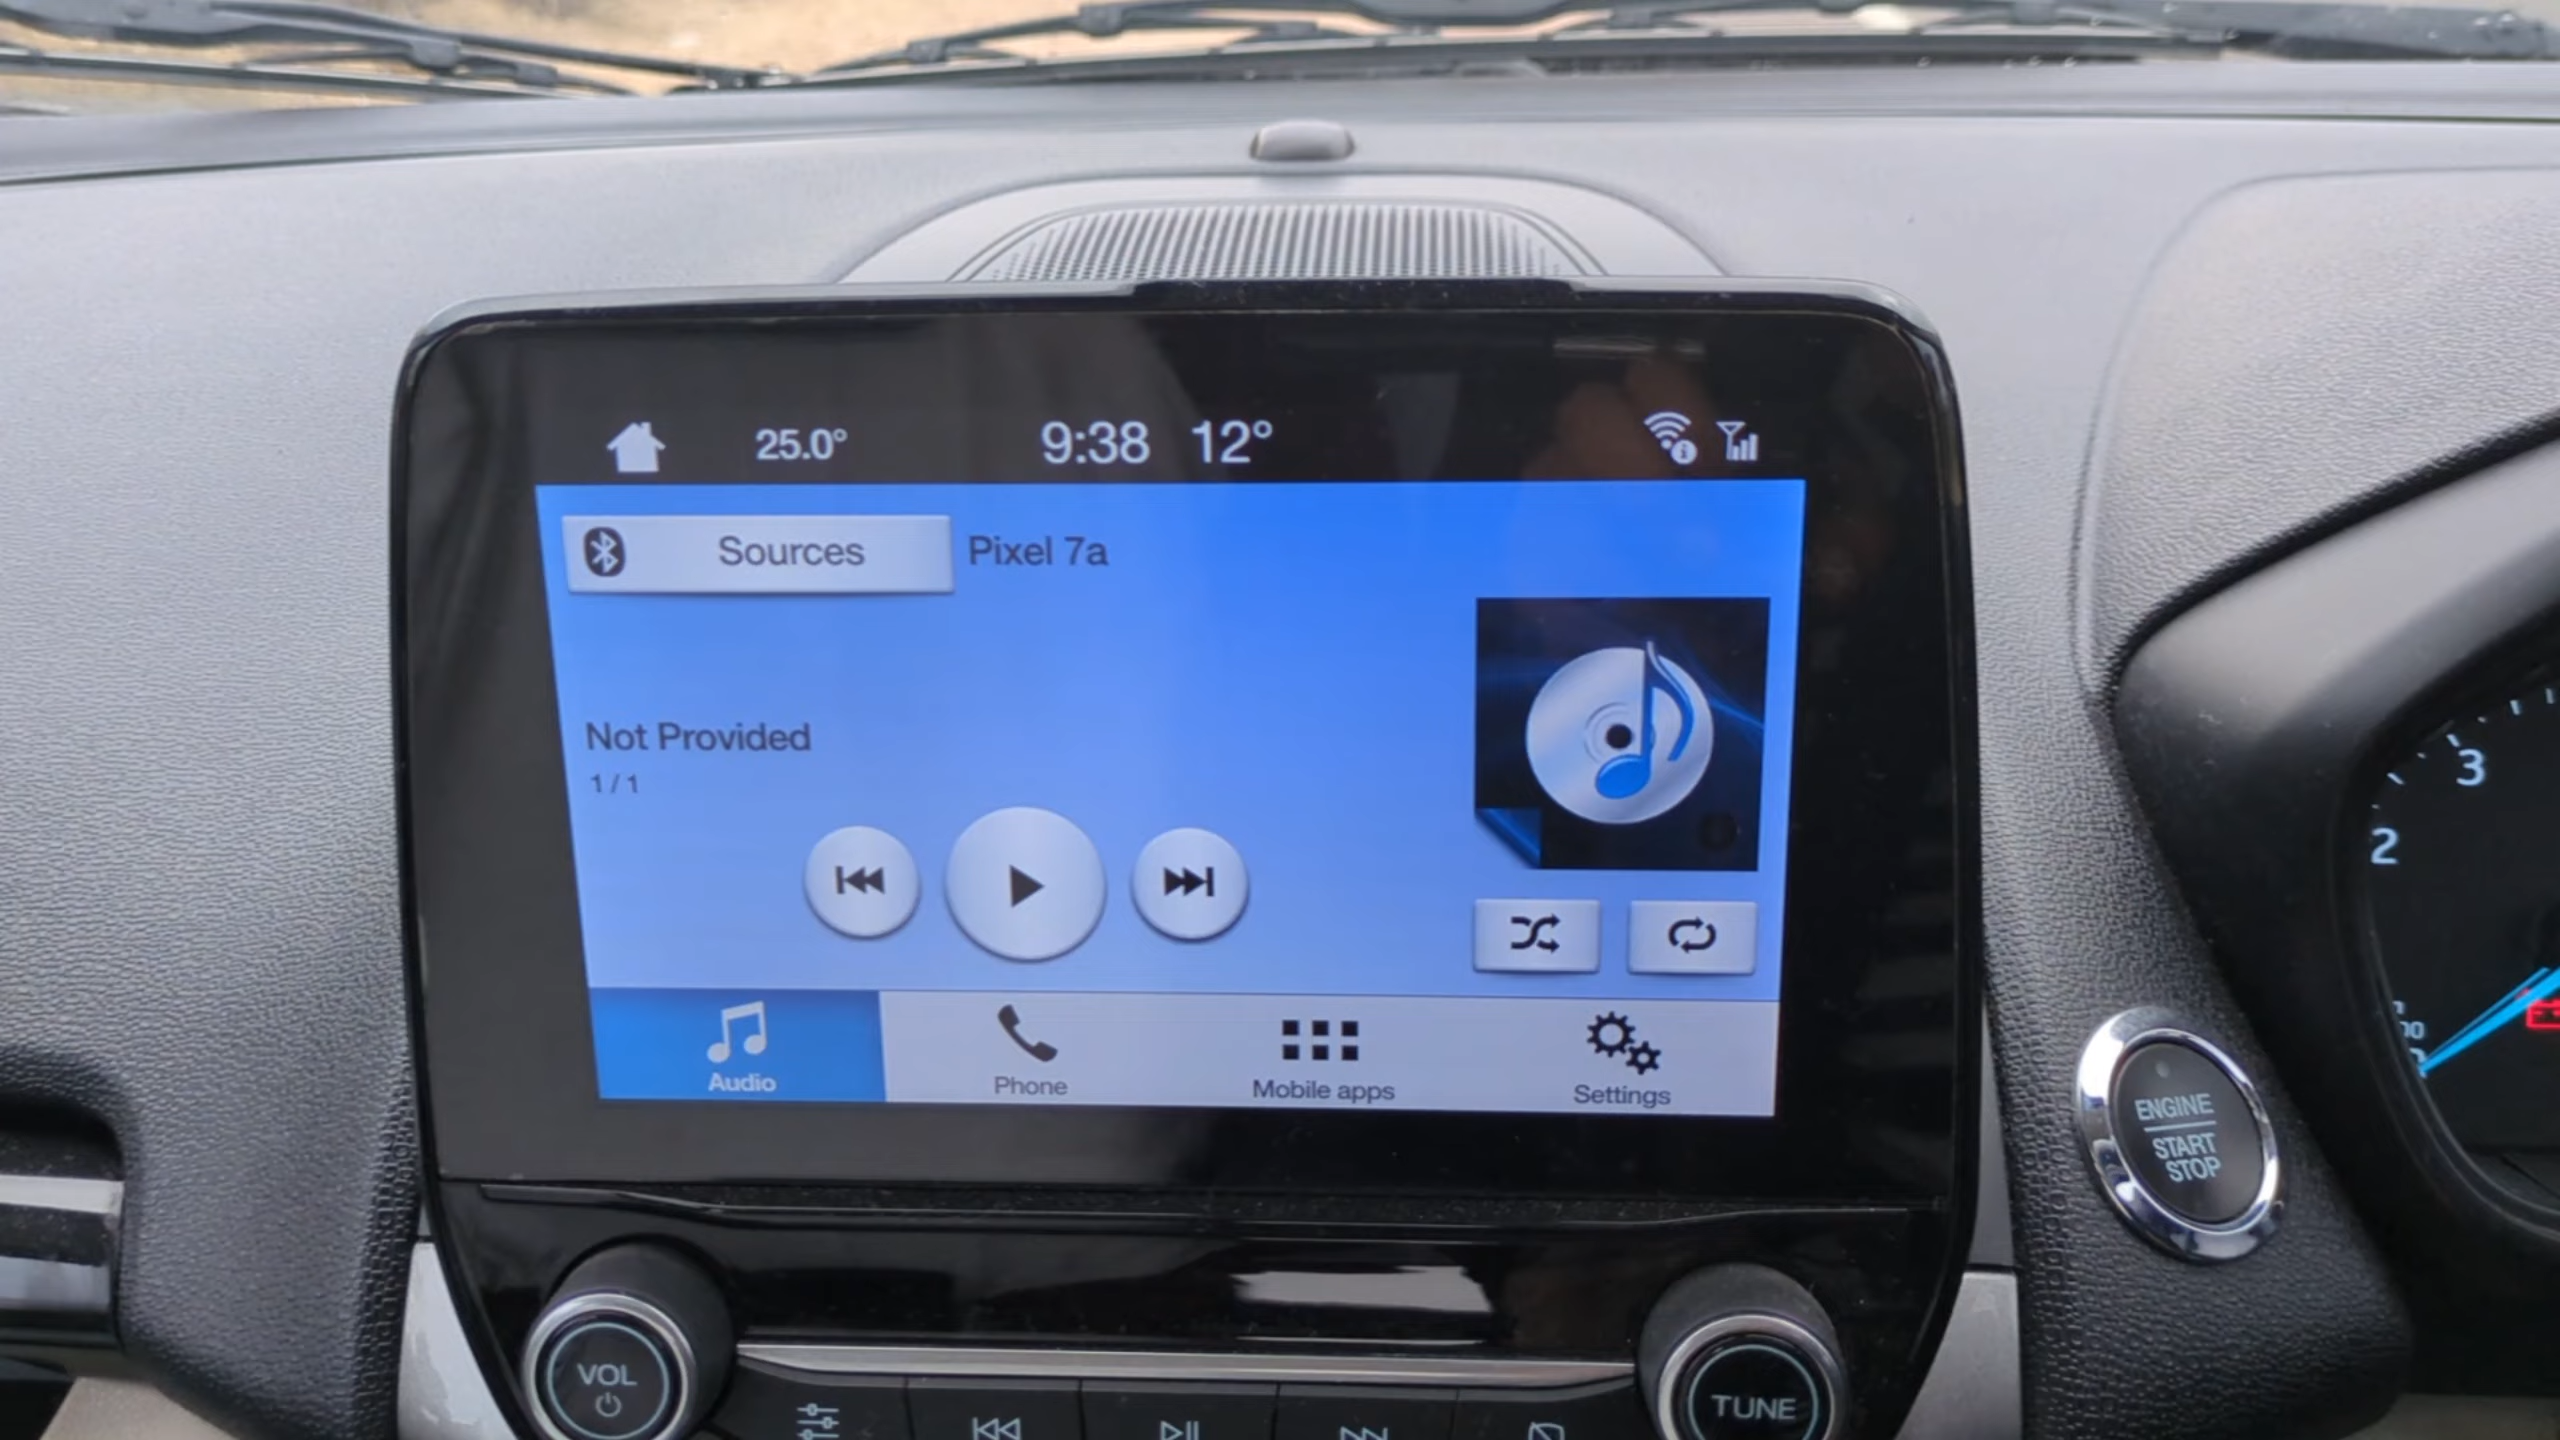 25.0° 9:38 12°
Sources Pixel 7a
Not Provided
1 / 1
Audio Phone Mobile apps Settings
3
2
ENGINE
START
STOP
VOL
TUNE